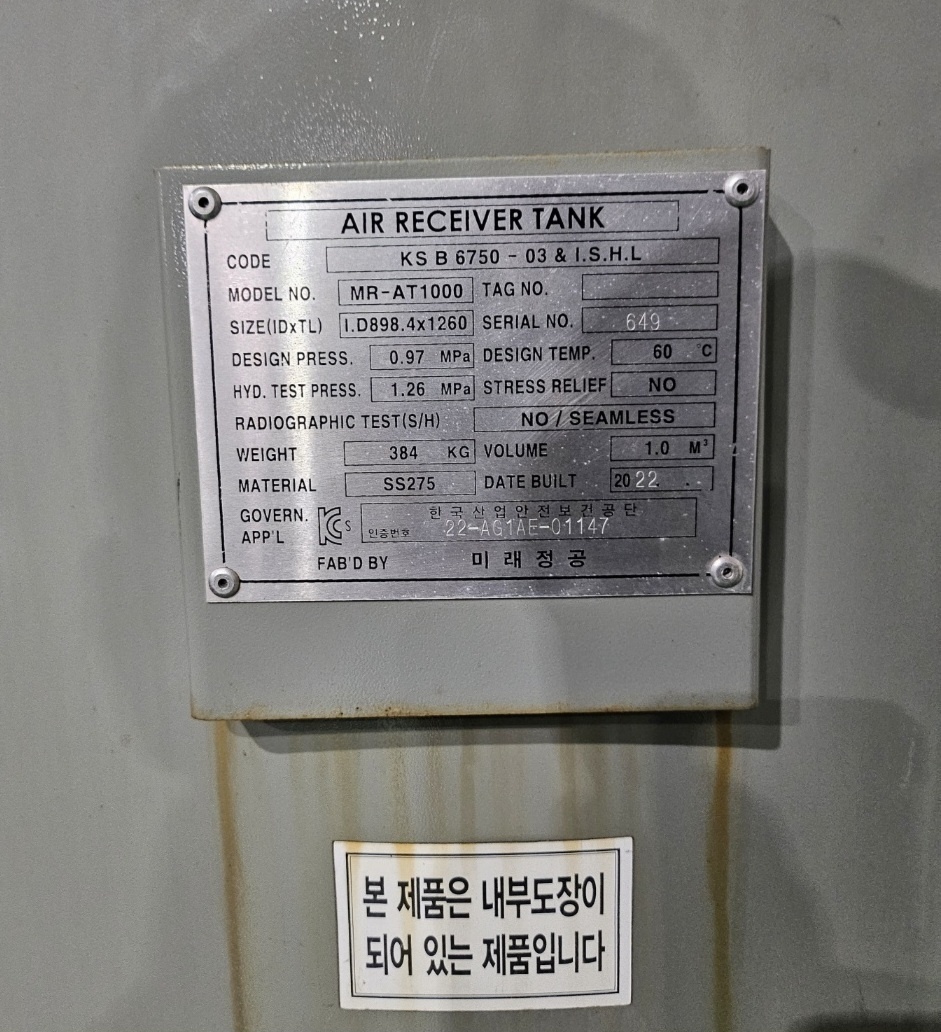 AIR RECEIVER TANK
CODE KS B 6750 - 03 & I.S.H.L
MODEL NO. MR-AT1000 TAG NO.
SIZE(IDxTL) I.D898.4x1260 SERIAL NO. 649
DESIGN PRESS. 0.97 MPa DESIGN TEMP. 60 °C
HYD. TEST PRESS. 1.26 MPa STRESS RELIEF NO
RADIOGRAPHIC TEST(S/H) NO / SEAMLESS
WEIGHT 384 KG VOLUME 1.0 M³
MATERIAL SS275 DATE BUILT 2022 . .
GOVERN. APP'L KCs 한국산업안전보건공단
인증번호 22-AG1AE-01147
FAB'D BY 미래정공
본 제품은 내부도장이
되어 있는 제품입니다